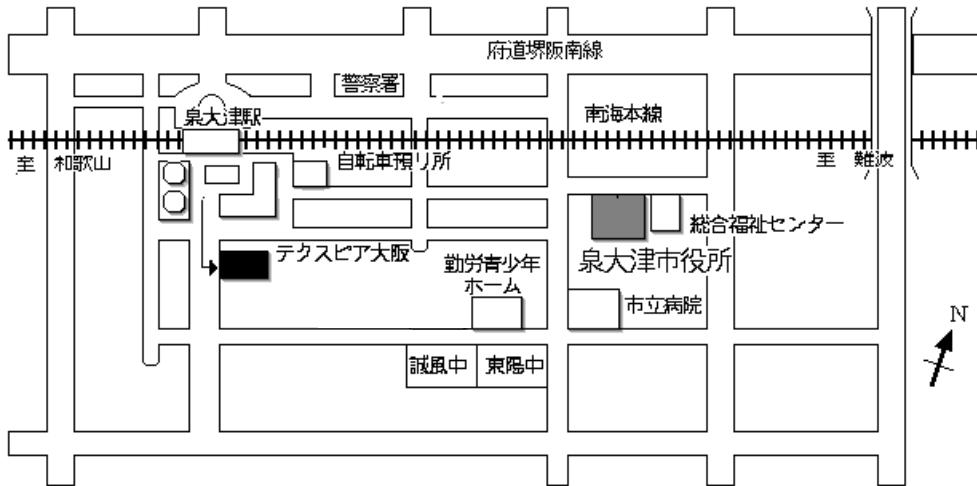 府道堺阪南線
警察署
泉大津駅
南海本線
至 和歌山
自転車預り所
至 難波
総合福祉センター
テクスピア大阪
勤労青少年
ホーム
泉大津市役所
市立病院
N
誠風中
東陽中